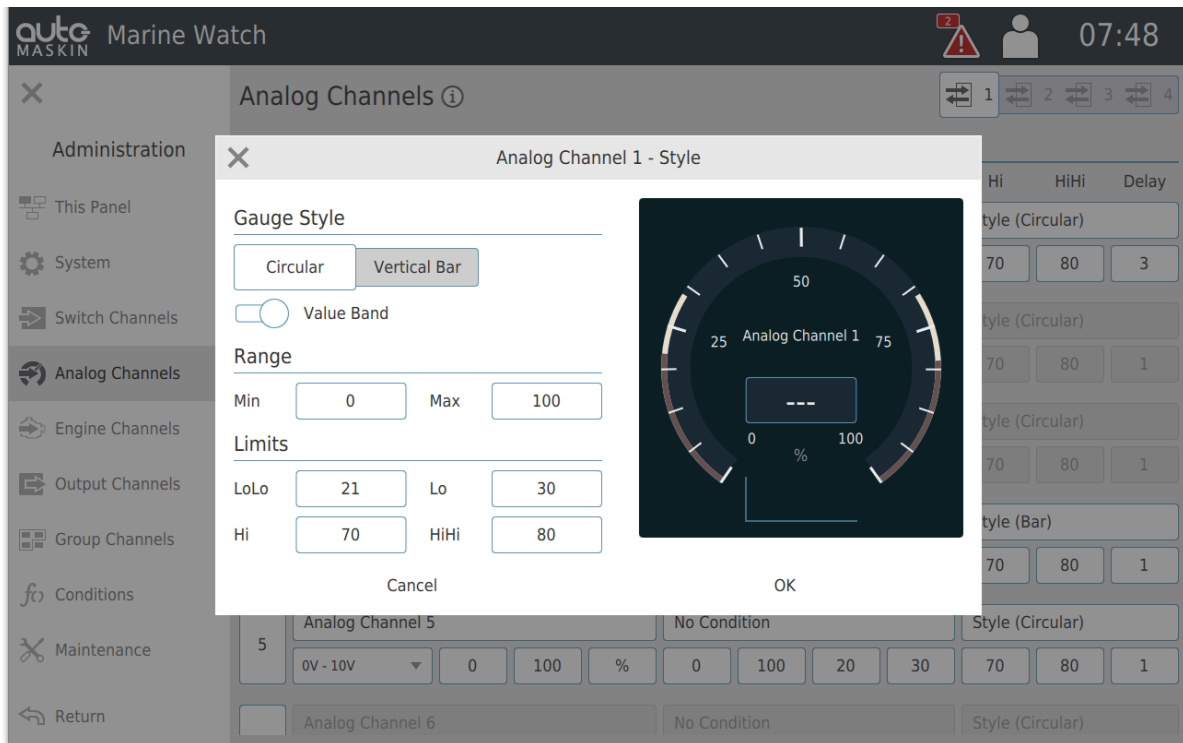 auto MASKIN Marine Watch 2 07:48
Analog Channels i 1 2 3 4
Administration
This Panel
System
Switch Channels
Analog Channels
Engine Channels
Output Channels
Group Channels
f() Conditions
Maintenance
Return
Analog Channel 1 - Style
Gauge Style
Circular Vertical Bar
Value Band
Range
Min 0 Max 100
Limits
LoLo 21 Lo 30
Hi 70 HiHi 80
Cancel OK
50
25 Analog Channel 1 75
---
0 100
%
Hi HiHi Delay
tyle (Circular)
70 80 3
tyle (Circular)
70 80 1
tyle (Circular)
70 80 1
tyle (Bar)
70 80 1
5 Analog Channel 5 No Condition Style (Circular)
0V - 10V 0 100 % 0 100 20 30 70 80 1
Analog Channel 6 No Condition Style (Circular)